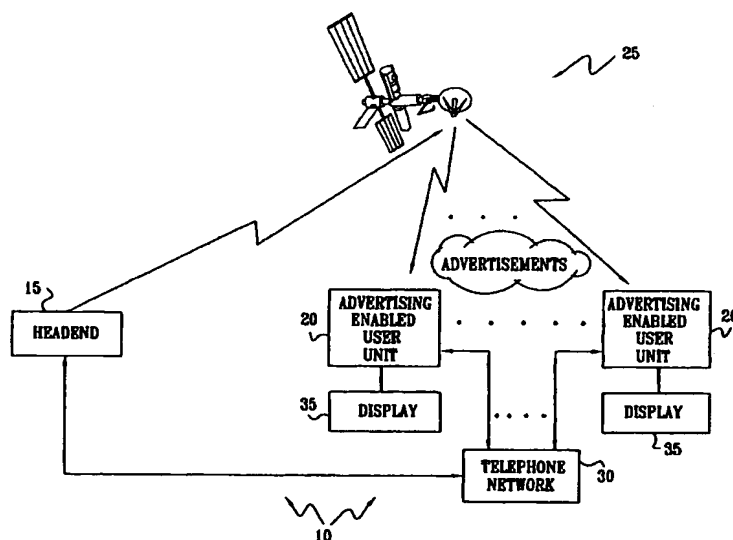 25
ADVERTISEMENTS
15
HEADEND
20
ADVERTISING
ENABLED
USER
UNIT
ADVERTISING
ENABLED
USER
UNIT
20
35
DISPLAY
DISPLAY
35
TELEPHONE
NETWORK
30
10